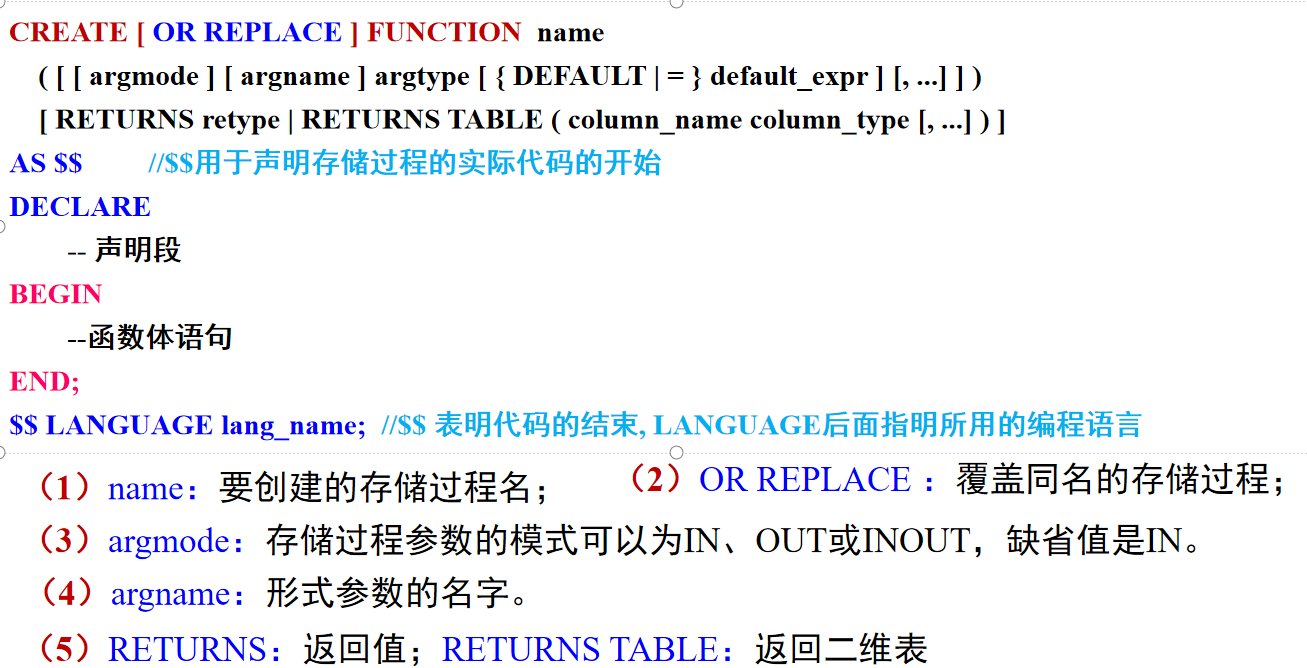 CREATE [ OR REPLACE ] FUNCTION name
( [ [ argmode ] [ argname ] argtype [ { DEFAULT | = } default_expr ] [, ...] ] )
[ RETURNS retype | RETURNS TABLE ( column_name column_type [, ...] ) ]
AS $$ //$$用于声明存储过程的实际代码的开始
DECLARE
-- 声明段
BEGIN
--函数体语句
END;
$$ LANGUAGE lang_name; //$$ 表明代码的结束, LANGUAGE后面指明所用的编程语言
（1）name：要创建的存储过程名； （2）OR REPLACE ：覆盖同名的存储过程；
（3）argmode：存储过程参数的模式可以为IN、OUT或INOUT，缺省值是IN。
（4）argname：形式参数的名字。
（5）RETURNS：返回值；RETURNS TABLE：返回二维表